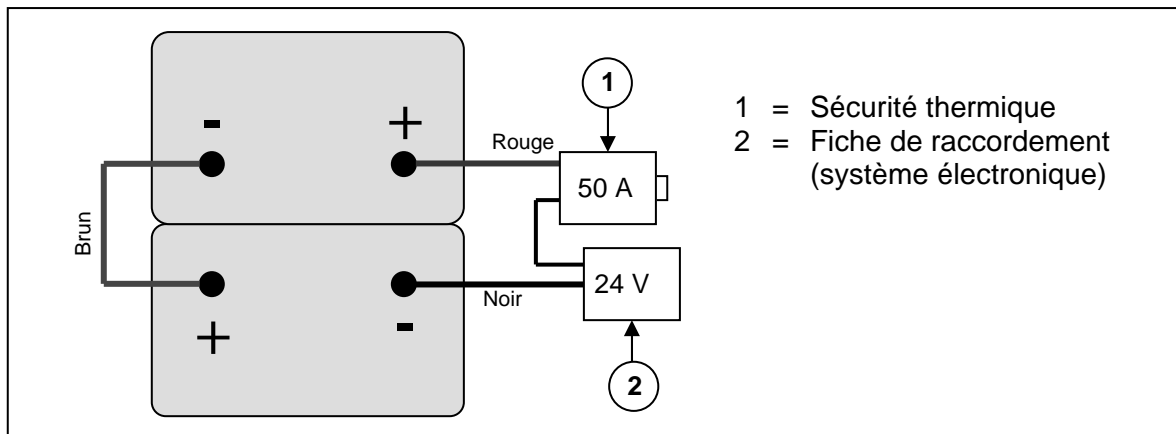 1
- +
Rouge
50 A
Brun
24 V
Noir
+ -
2
1 = Sécurité thermique
2 = Fiche de raccordement
(système électronique)